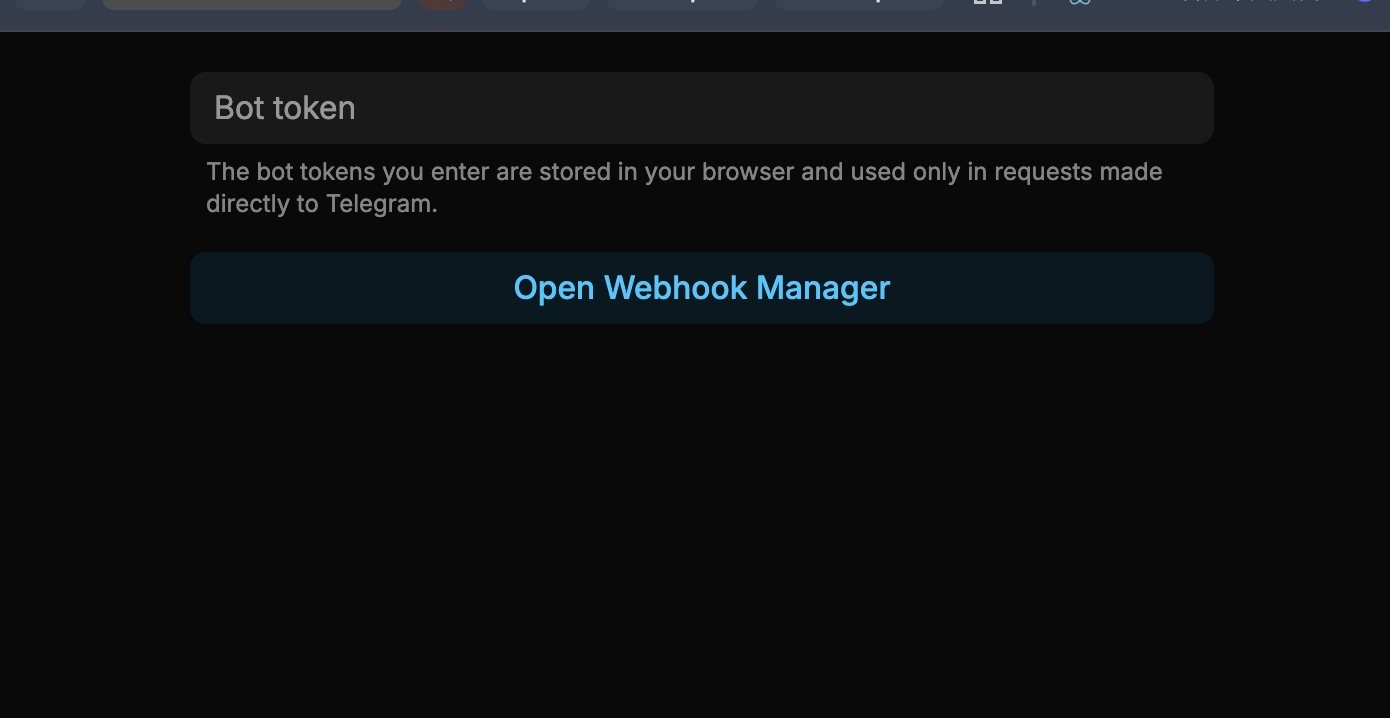 Bot token
The bot tokens you enter are stored in your browser and used only in requests made
directly to Telegram.
Open Webhook Manager